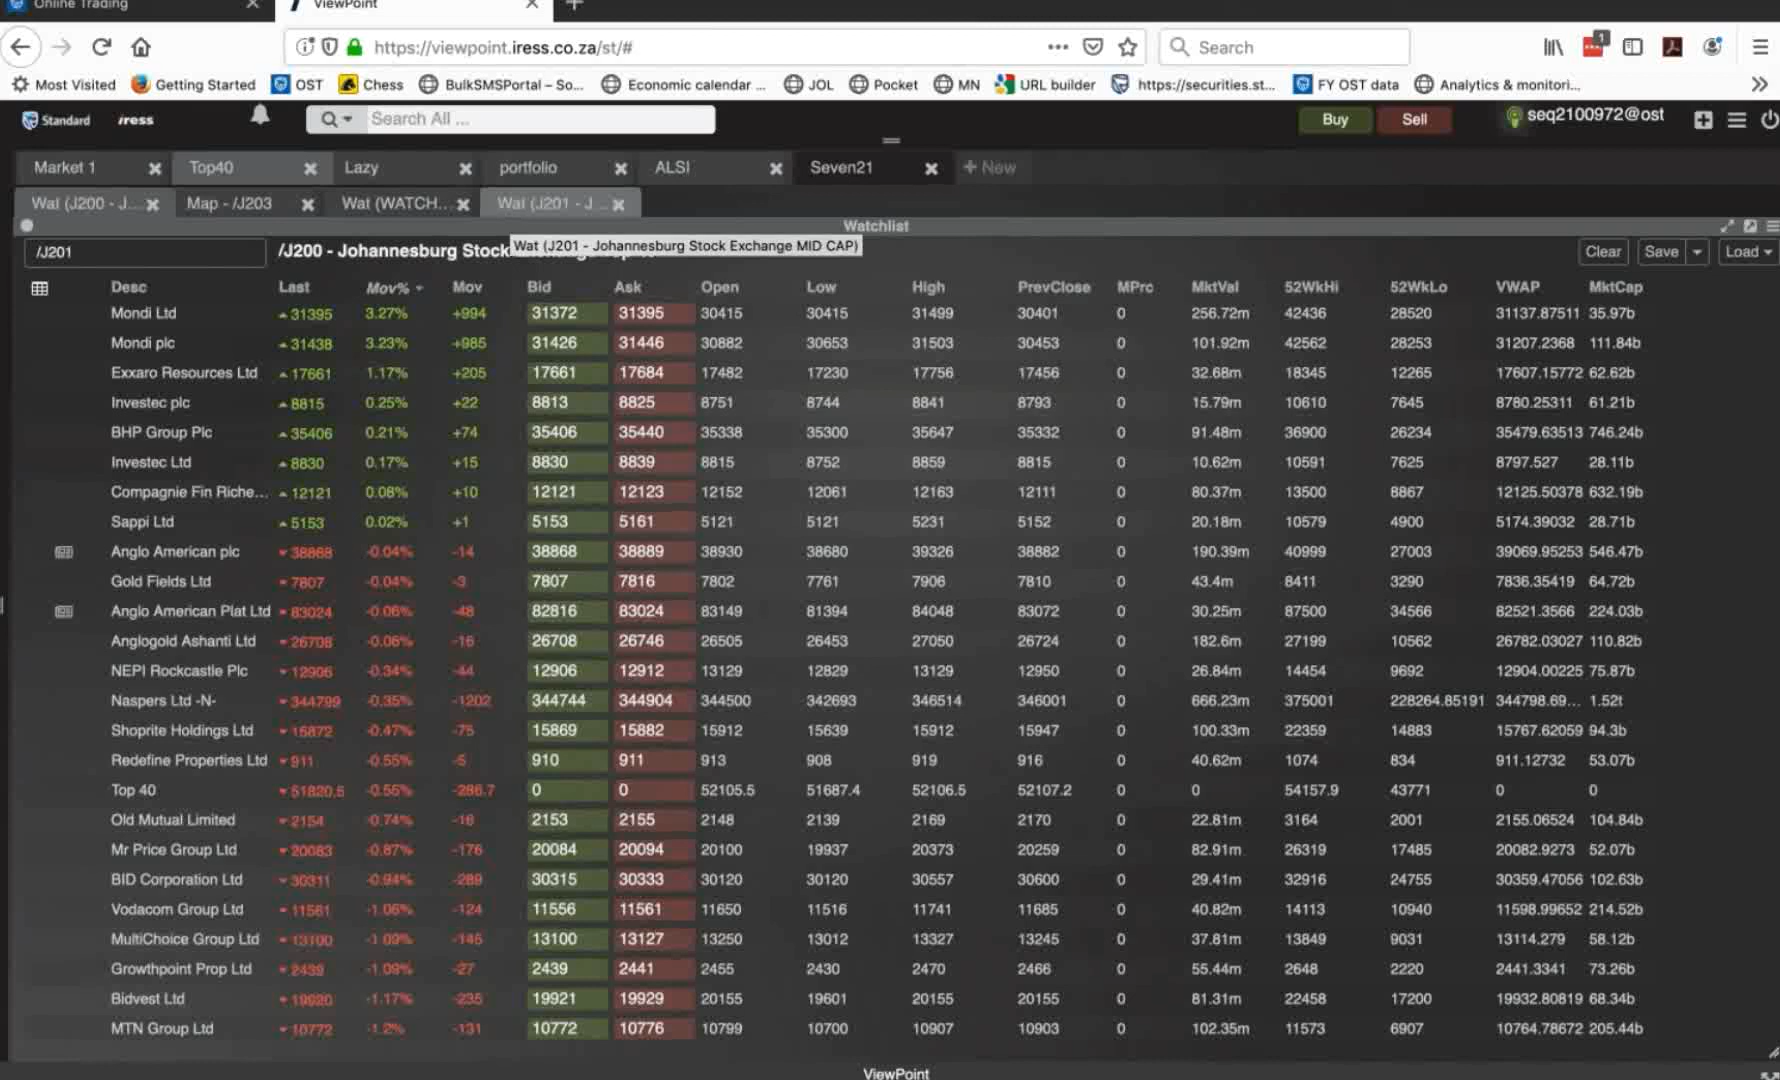 Online Trading
ViewPoint
https://viewpoint.iress.co.za/st/#
Search
1
Most Visited Getting Started OST Chess BulkSMSPortal – So... Economic calendar ... JOL Pocket MN URL builder https://securities.st... FY OST data Analytics & monitori...
Standard iress Search All ... Buy Sell seq2100972@ost
Market 1 Top40 Lazy portfolio ALSI Seven21 + New
Wat (J200 - J... Map - /J203 Wat (WATCH... Wat (J201 - J...
Watchlist
/J201 /J200 - Johannesburg Stock Wat (J201 - Johannesburg Stock Exchange MID CAP) Clear Save Load
Desc Last Mov% Mov Bid Ask Open Low High PrevClose MPrc MktVal 52WkHi 52WkLo VWAP MktCap
Mondi Ltd 31395 3.27% +994 31372 31395 30415 30415 31499 30401 0 256.72m 42436 28520 31137.87511 35.97b
Mondi plc 31438 3.23% +985 31426 31446 30882 30653 31503 30453 0 101.92m 42562 28253 31207.2368 111.84b
Exxaro Resources Ltd 17661 1.17% +205 17661 17684 17482 17230 17756 17456 0 32.68m 18345 12265 17607.15772 62.62b
Investec plc 8815 0.25% +22 8813 8825 8751 8744 8841 8793 0 15.79m 10610 7645 8780.25311 61.21b
BHP Group Plc 35406 0.21% +74 35406 35440 35338 35300 35647 35332 0 91.48m 36900 26234 35479.63513 746.24b
Investec Ltd 8830 0.17% +15 8830 8839 8815 8752 8859 8815 0 10.62m 10591 7625 8797.527 28.11b
Compagnie Fin Riche... 12121 0.08% +10 12121 12123 12152 12061 12163 12111 0 80.37m 13500 8867 12125.50378 632.19b
Sappi Ltd 5153 0.02% +1 5153 5161 5121 5121 5231 5152 0 20.18m 10579 4900 5174.39032 28.71b
Anglo American plc 38868 -0.04% -14 38868 38889 38930 38680 39326 38882 0 190.39m 40999 27003 39069.95253 546.47b
Gold Fields Ltd 7807 -0.04% -3 7807 7816 7802 7761 7906 7810 0 43.4m 8411 3290 7836.35419 64.72b
Anglo American Plat Ltd 83024 -0.06% -48 82816 83024 83149 81394 84048 83072 0 30.25m 87500 34566 82521.3566 224.03b
Anglogold Ashanti Ltd 26708 -0.06% -16 26708 26746 26505 26453 27050 26724 0 182.6m 27199 10562 26782.03027 110.82b
NEPI Rockcastle Plc 12906 -0.34% -44 12906 12912 13129 12829 13129 12950 0 26.84m 14454 9692 12904.00225 75.87b
Naspers Ltd -N- 344799 -0.35% -1202 344744 344904 344500 342693 346514 346001 0 666.23m 375001 228264.85191 344798.69... 1.52t
Shoprite Holdings Ltd 15872 -0.47% -75 15869 15882 15912 15639 15912 15947 0 100.33m 22359 14883 15767.62059 94.3b
Redefine Properties Ltd 911 -0.55% -5 910 911 913 908 919 916 0 40.62m 1074 834 911.12732 53.07b
Top 40 51820.5 -0.55% -286.7 0 0 52105.5 51687.4 52106.5 52107.2 0 0 54157.9 43771 0 0
Old Mutual Limited 2154 -0.74% -16 2153 2155 2148 2139 2169 2170 0 22.81m 3164 2001 2155.06524 104.84b
Mr Price Group Ltd 20083 -0.87% -176 20084 20094 20100 19937 20373 20259 0 82.91m 26319 17485 20082.9273 52.07b
BID Corporation Ltd 30311 -0.94% -289 30315 30333 30120 30120 30557 30600 0 29.41m 32916 24755 30359.47056 102.63b
Vodacom Group Ltd 11561 -1.06% -124 11556 11561 11650 11516 11741 11685 0 40.82m 14113 10940 11598.99652 214.52b
MultiChoice Group Ltd 13100 -1.09% -145 13100 13127 13250 13012 13327 13245 0 37.81m 13849 9031 13114.279 58.12b
Growthpoint Prop Ltd 2439 -1.09% -27 2439 2441 2455 2430 2470 2466 0 55.44m 2648 2220 2441.3341 73.26b
Bidvest Ltd 19920 -1.17% -235 19921 19929 20155 19601 20155 20155 0 81.31m 22458 17200 19932.80819 68.34b
MTN Group Ltd 10772 -1.2% -131 10772 10776 10799 10700 10907 10903 0 102.35m 11573 6907 10764.78672 205.44b
ViewPoint